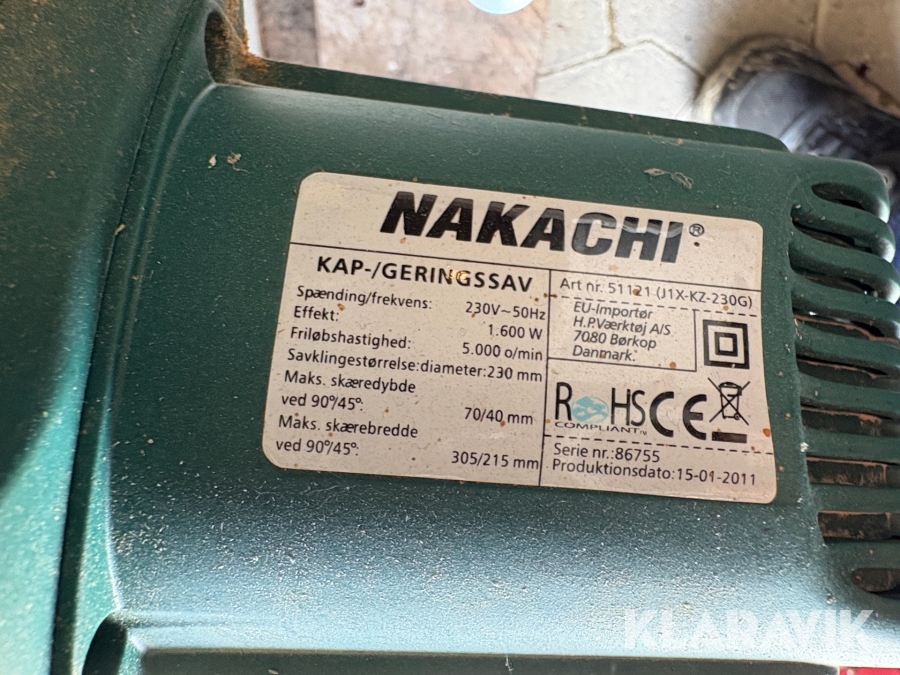 NAKACHI®
KAP-/GERINGSSAV
Spænding/frekvens: 230V~50Hz
Effekt: 1.600 W
Friløbshastighed: 5.000 o/min
Savklingestørrelse:diameter:230 mm
Maks. skæredybde
ved 90°/45°: 70/40 mm
Maks. skærebredde
ved 90°/45°: 305/215 mm
Art nr. 51121 (J1X-KZ-230G)
EU-Importør
H.P.Værktøj A/S
7080 Børkop
Danmark.
ROHS CE
COMPLIANT
Serie nr.:86755
Produktionsdato:15-01-2011
KLARAVIK